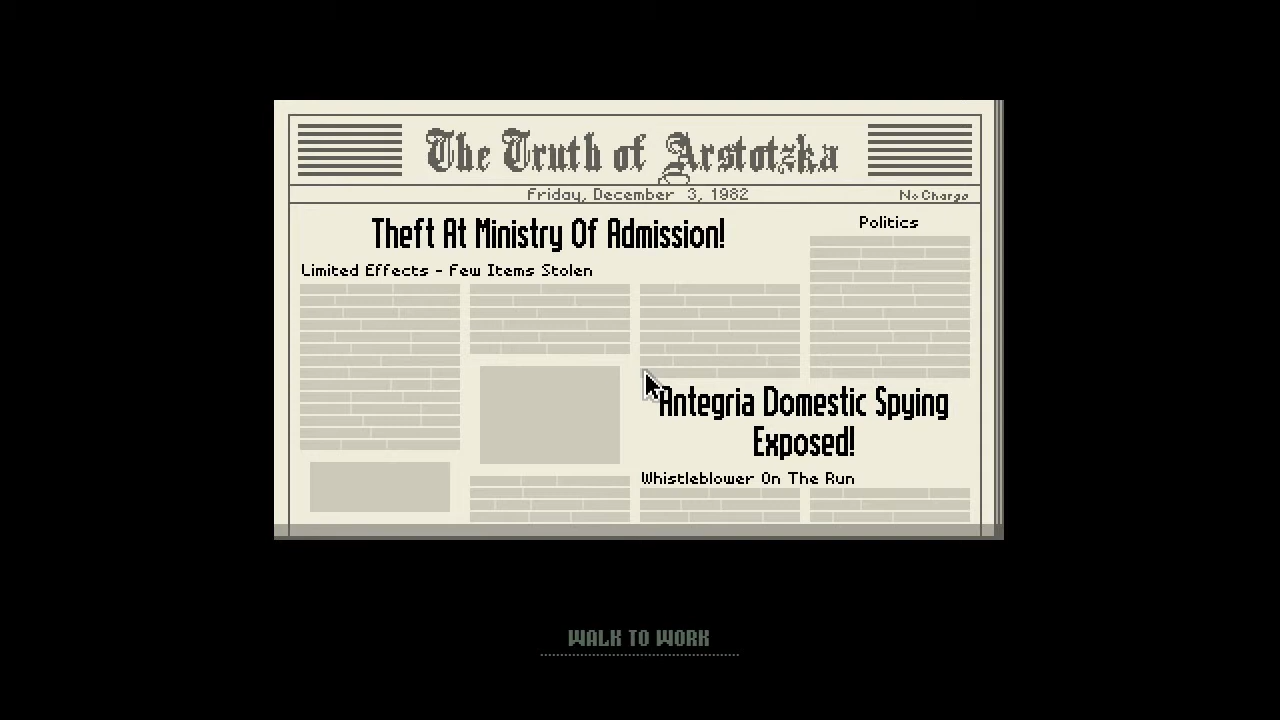 The Truth of Arstotzka
Friday, December 3, 1982
No Charge
Theft At Ministry Of Admission!
Limited Effects - Few Items Stolen
Politics
Antegria Domestic Spying
Exposed!
Whistleblower On The Run
WALK TO WORK